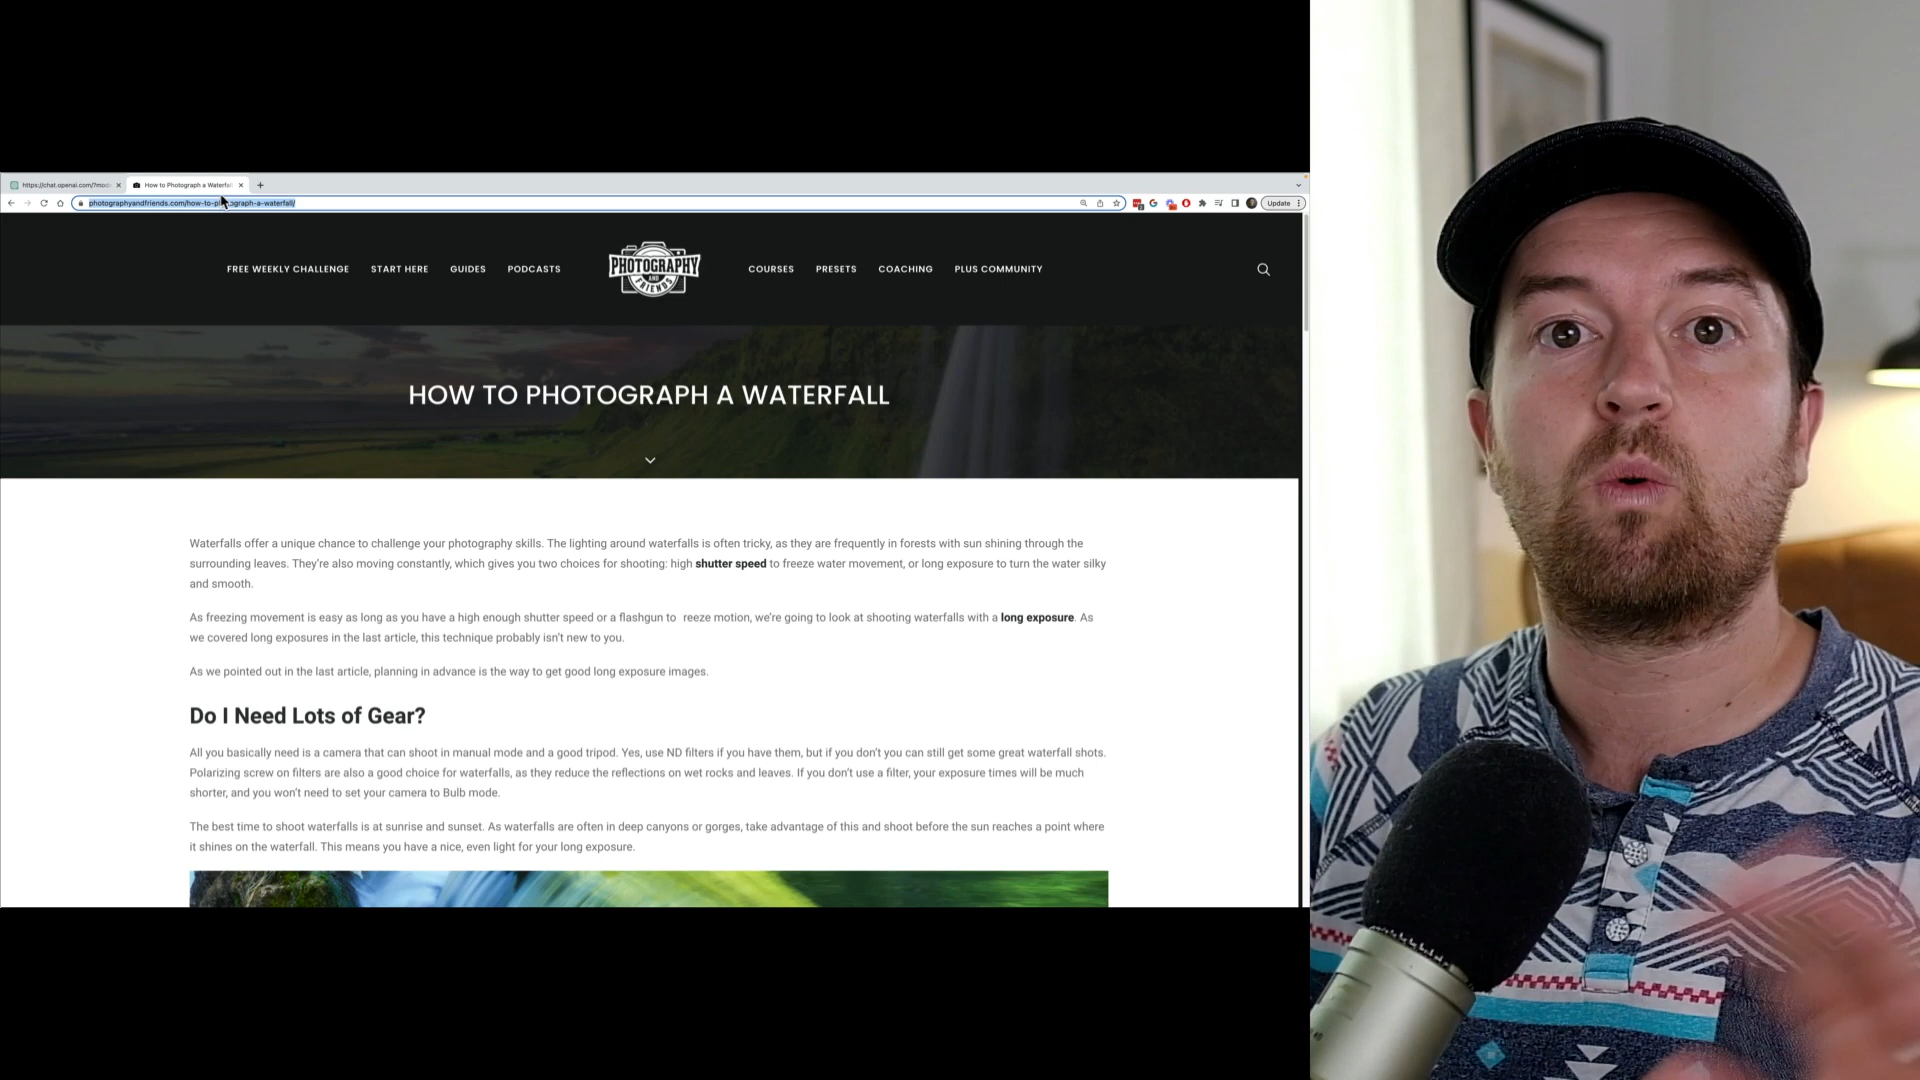 https://chat.openai.com/?mod
How to Photograph a Waterfal
photographyandfriends.com/how-to-photograph-a-waterfall/
Update
FREE WEEKLY CHALLENGE START HERE GUIDES PODCASTS
PHOTOGRAPHY
AND
FRIENDS
COURSES PRESETS COACHING PLUS COMMUNITY
HOW TO PHOTOGRAPH A WATERFALL
Waterfalls offer a unique chance to challenge your photography skills. The lighting around waterfalls is often tricky, as they are frequently in forests with sun shining through the
surrounding leaves. They're also moving constantly, which gives you two choices for shooting: high shutter speed to freeze water movement, or long exposure to turn the water silky
and smooth.
As freezing movement is easy as long as you have a high enough shutter speed or a flashgun to reeze motion, we're going to look at shooting waterfalls with a long exposure. As
we covered long exposures in the last article, this technique probably isn't new to you.
As we pointed out in the last article, planning in advance is the way to get good long exposure images.
Do I Need Lots of Gear?
All you basically need is a camera that can shoot in manual mode and a good tripod. Yes, use ND filters if you have them, but if you don't you can still get some great waterfall shots.
Polarizing screw on filters are also a good choice for waterfalls, as they reduce the reflections on wet rocks and leaves. If you don't use a filter, your exposure times will be much
shorter, and you won't need to set your camera to Bulb mode.
The best time to shoot waterfalls is at sunrise and sunset. As waterfalls are often in deep canyons or gorges, take advantage of this and shoot before the sun reaches a point where
it shines on the waterfall. This means you have a nice, even light for your long exposure.